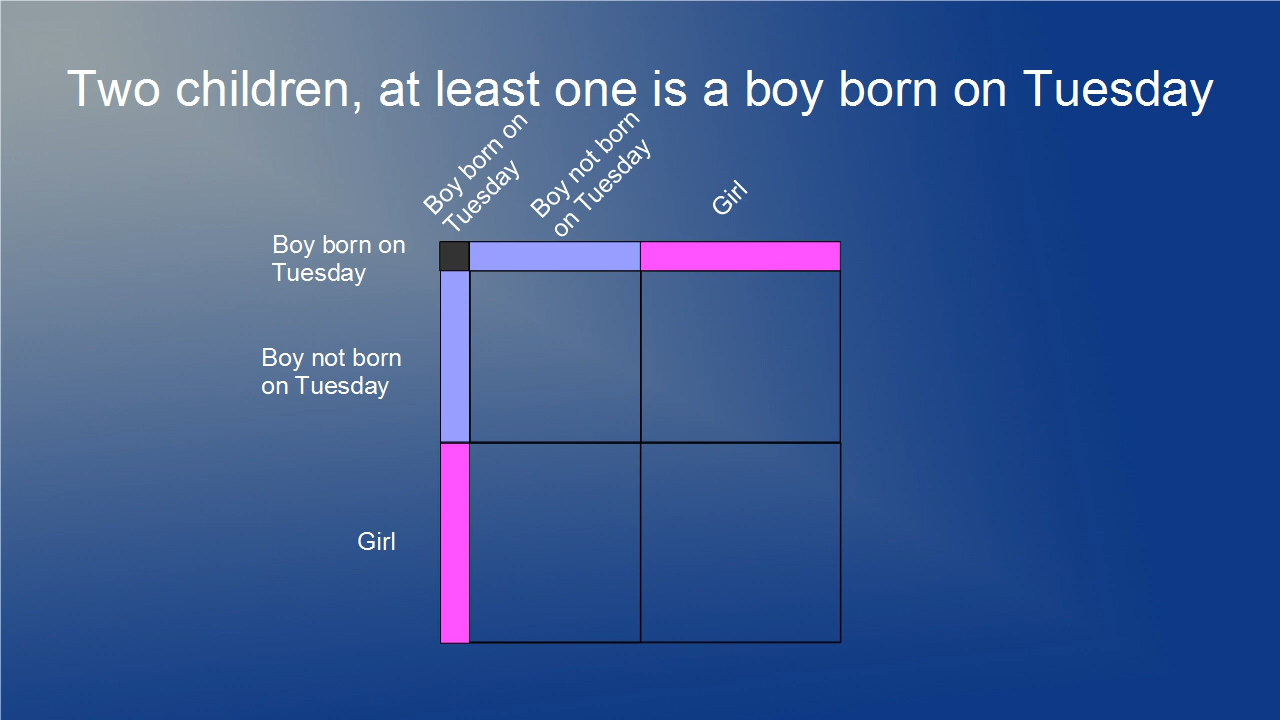 Two children, at least one is a boy born on Tuesday
Boy born on
Tuesday
Boy not born
on Tuesday
Girl
Boy born on
Tuesday
Boy not born
on Tuesday
Girl